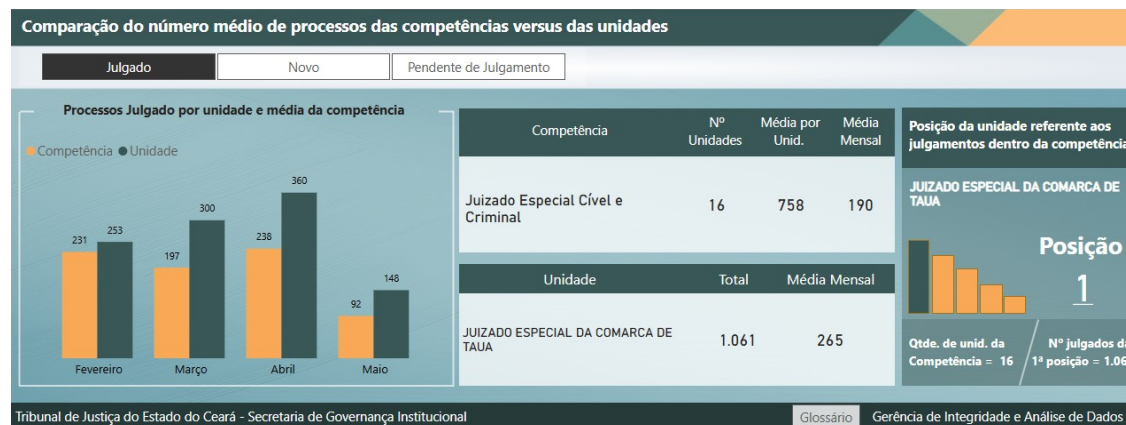 Comparação do número médio de processos das competências versus das unidades
Julgado
Novo
Pendente de Julgamento
Processos Julgado por unidade e média da competência
Competência
Unidade
231
253
197
300
238
360
92
148
Fevereiro
Março
Abril
Maio
Competência
Nº
Unidades
Média por
Unid.
Média
Mensal
Juizado Especial Cível e
Criminal
16
758
190
Unidade
Total
Média Mensal
JUIZADO ESPECIAL DA COMARCA DE
TAUA
1.061
265
Posição da unidade referente aos
julgamentos dentro da competência
JUIZADO ESPECIAL DA COMARCA DE
TAUA
Posição
1
Qtde. de unid. da
Competência = 16
Nº julgados
1ª posição =
Tribunal de Justiça do Estado do Ceará - Secretaria de Governança Institucional
Glossário
Gerência de Integridade e Análise de Dados